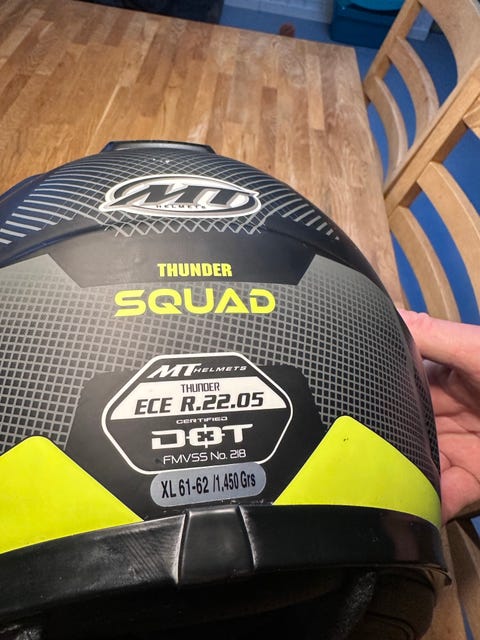 MT
HELMETS
THUNDER
SQUAD
MT HELMETS
THUNDER
ECE R.22.05
CERTIFIED
DOT
FMVSS No. 218
XL 61-62 /1,450 Grs